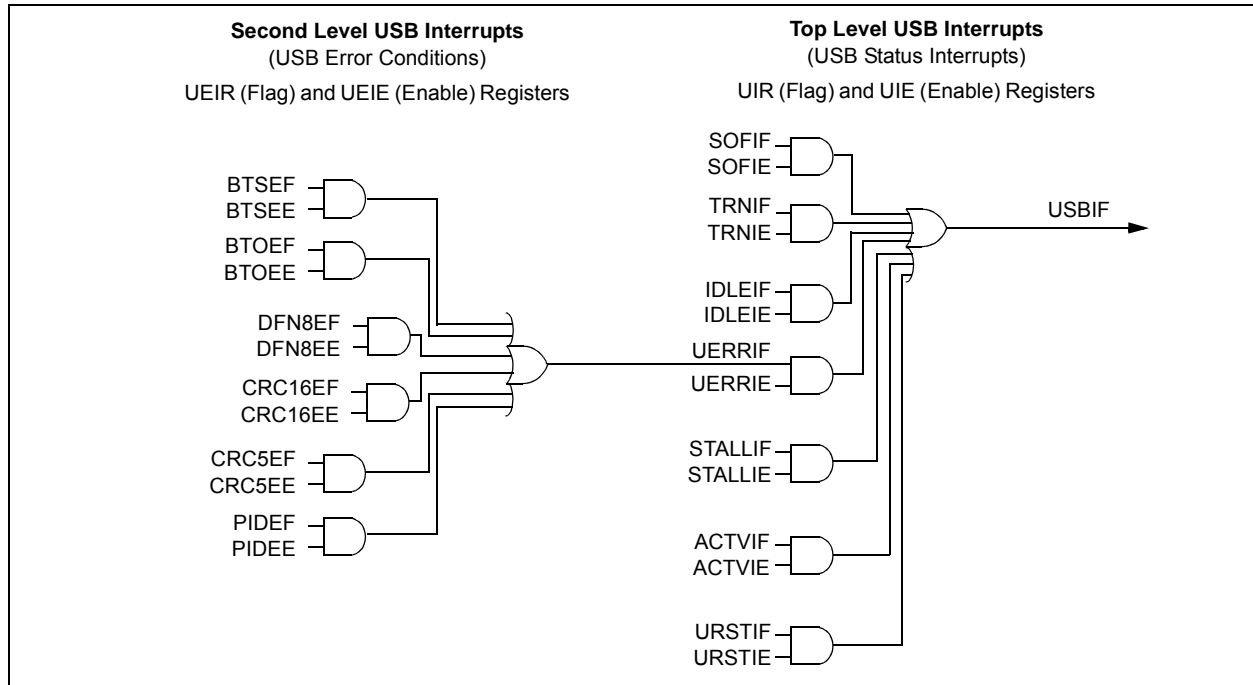 Second Level USB Interrupts
(USB Error Conditions)
UEIR (Flag) and UEIE (Enable) Registers
BTSEF
BTSEE
BTOEF
BTOEE
DFN8EF
DFN8EE
CRC16EF
CRC16EE
CRC5EF
CRC5EE
PIDEF
PIDEE
Top Level USB Interrupts
(USB Status Interrupts)
UIR (Flag) and UIE (Enable) Registers
SOFIF
SOFIE
TRNIF
TRNIE
IDLEIF
IDLEIE
UERRIF
UERRIE
STALLIF
STALLIE
ACTVIF
ACTVIE
URSTIF
URSTIE
USBIF